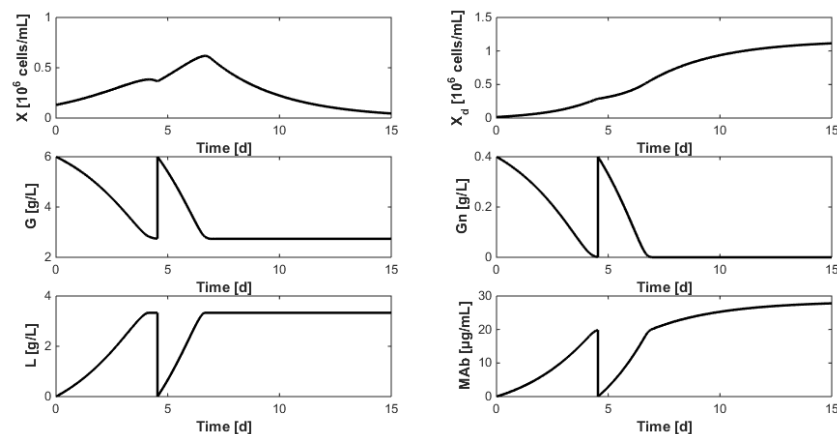 1
0.5
0
X [10⁶ cells/mL]
0 5 10 15
Time [d]
1.5
1
0.5
0
X_d [10⁶ cells/mL]
0 5 10 15
Time [d]
6
4
2
G [g/L]
0 5 10 15
Time [d]
0.4
0.2
0
Gn [g/L]
0 5 10 15
Time [d]
4
2
0
L [g/L]
0 5 10 15
Time [d]
30
20
10
0
MAb [µg/mL]
0 5 10 15
Time [d]